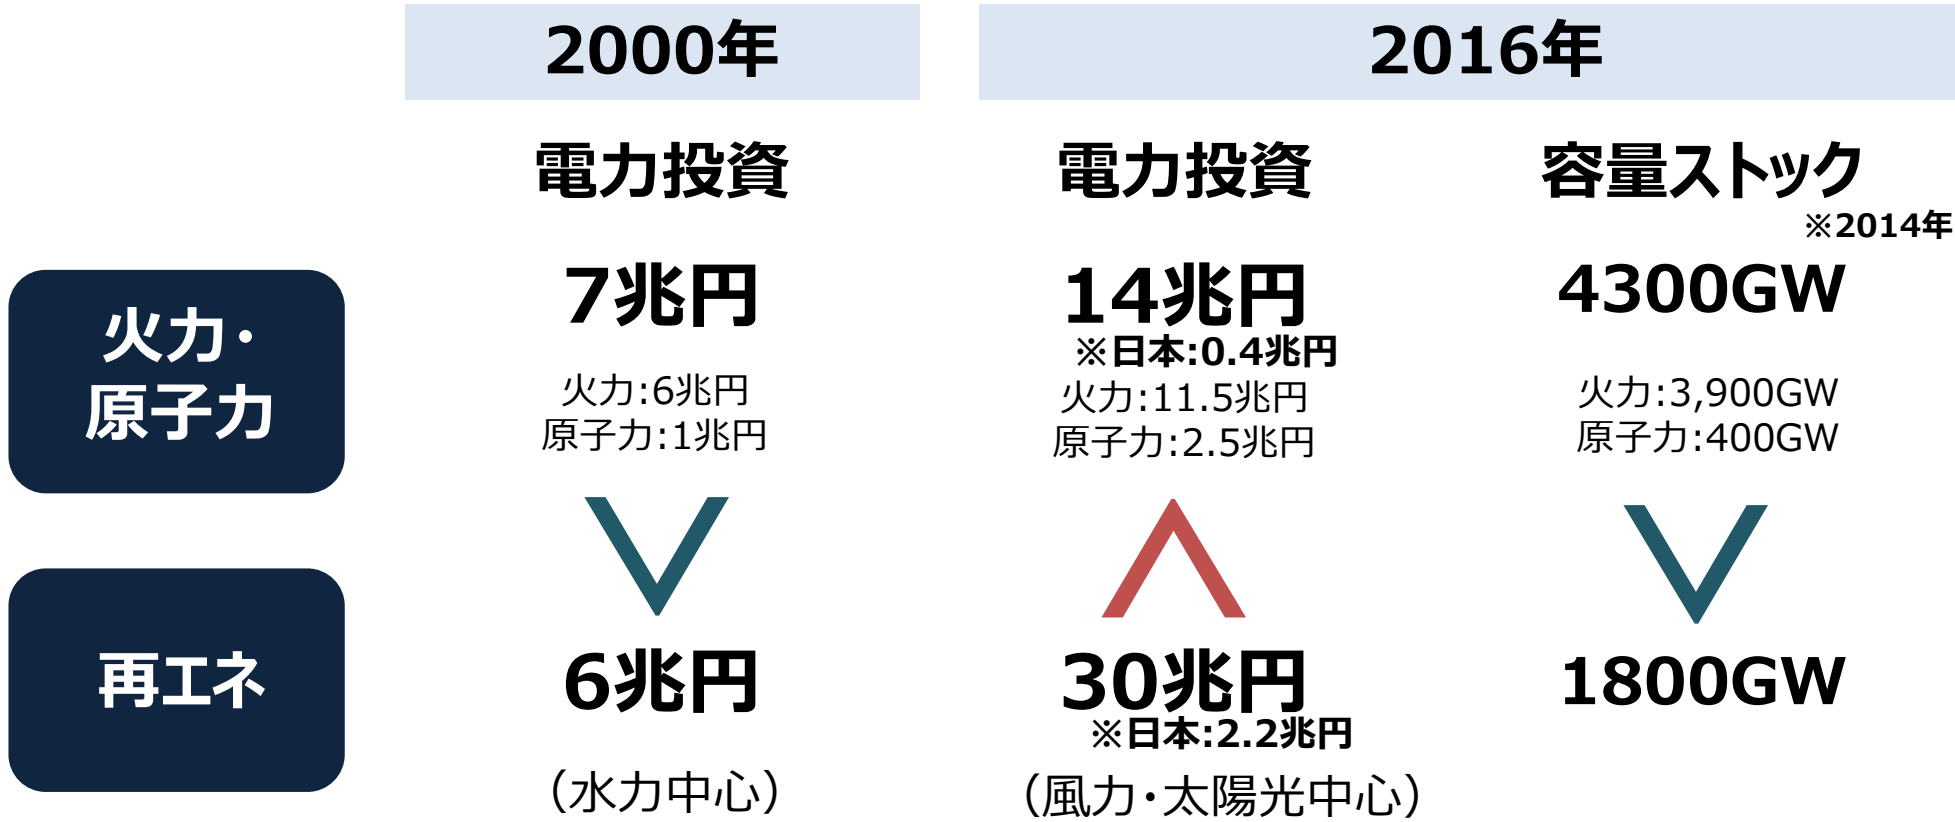 2000年
2016年
電力投資
電力投資
容量ストック
※2014年
火力・
原子力
7兆円
火力:6兆円
原子力:1兆円
14兆円
※日本:0.4兆円
火力:11.5兆円
原子力:2.5兆円
4300GW
火力:3,900GW
原子力:400GW
再エネ
6兆円
（水力中心）
30兆円
※日本:2.2兆円
（風力・太陽光中心）
1800GW